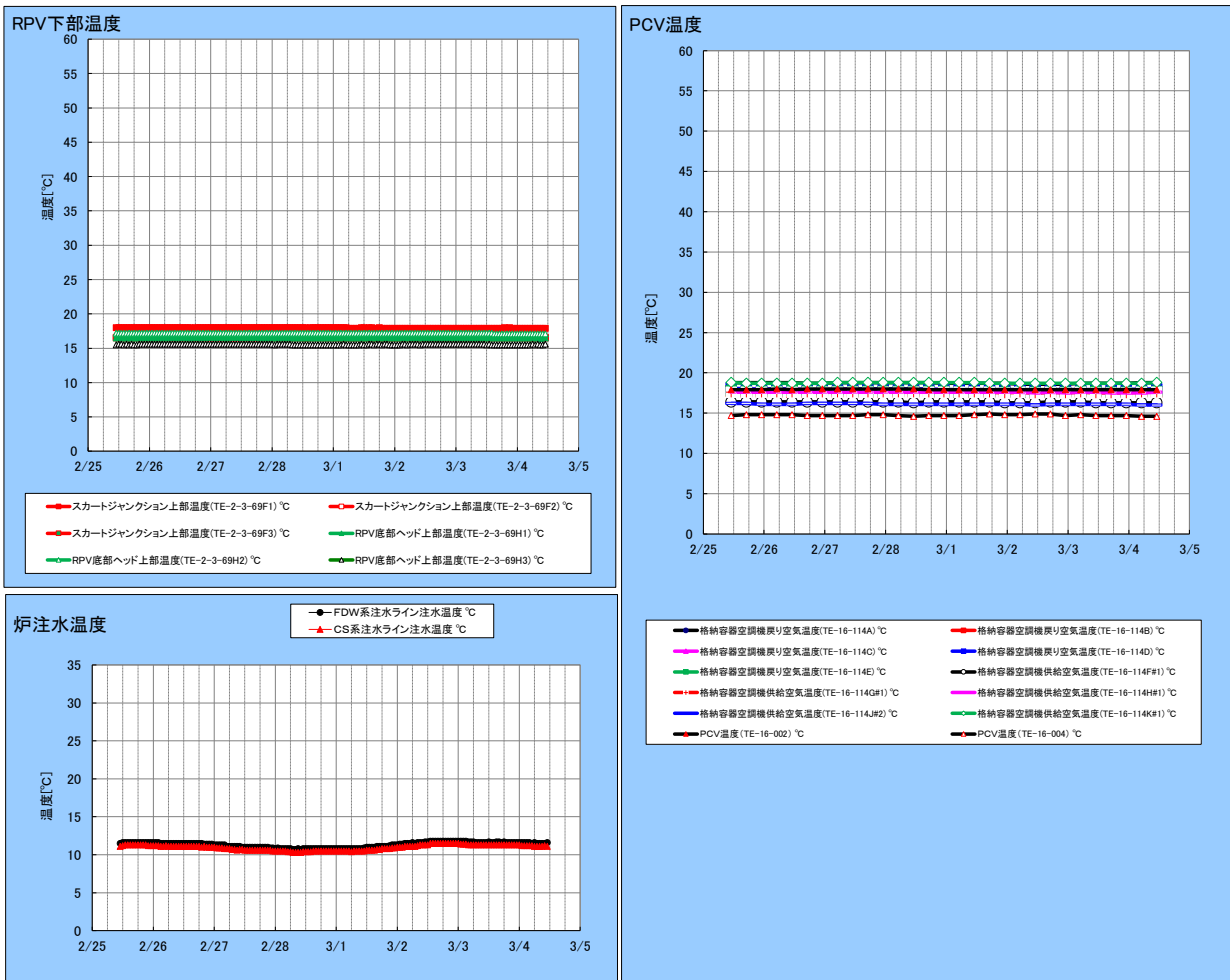 RPV下部温度
60
55
50
45
40
35
30
25
20
15
10
5
0
温度[℃]
2/25 2/26 2/27 2/28 3/1 3/2 3/3 3/4 3/5
スカートジャンクション上部温度(TE-2-3-69F1) ℃ スカートジャンクション上部温度(TE-2-3-69F2) ℃
スカートジャンクション上部温度(TE-2-3-69F3) ℃ RPV底部ヘッド上部温度(TE-2-3-69H1) ℃
RPV底部ヘッド上部温度(TE-2-3-69H2) ℃ RPV底部ヘッド上部温度(TE-2-3-69H3) ℃
炉注水温度
FDW系注水ライン注水温度 ℃
CS系注水ライン注水温度 ℃
35
30
25
20
15
10
5
0
温度[℃]
2/25 2/26 2/27 2/28 3/1 3/2 3/3 3/4 3/5
PCV温度
60
55
50
45
40
35
30
25
20
15
10
5
0
温度[℃]
2/25 2/26 2/27 2/28 3/1 3/2 3/3 3/4 3/5
格納容器空調機戻り空気温度(TE-16-114A) ℃ 格納容器空調機戻り空気温度(TE-16-114B) ℃
格納容器空調機戻り空気温度(TE-16-114C) ℃ 格納容器空調機戻り空気温度(TE-16-114D) ℃
格納容器空調機戻り空気温度(TE-16-114E) ℃ 格納容器空調機供給空気温度(TE-16-114F#1) ℃
格納容器空調機供給空気温度(TE-16-114G#1) ℃ 格納容器空調機供給空気温度(TE-16-114H#1) ℃
格納容器空調機供給空気温度(TE-16-114J#2) ℃ 格納容器空調機供給空気温度(TE-16-114K#1) ℃
PCV温度(TE-16-002) ℃ PCV温度(TE-16-004) ℃